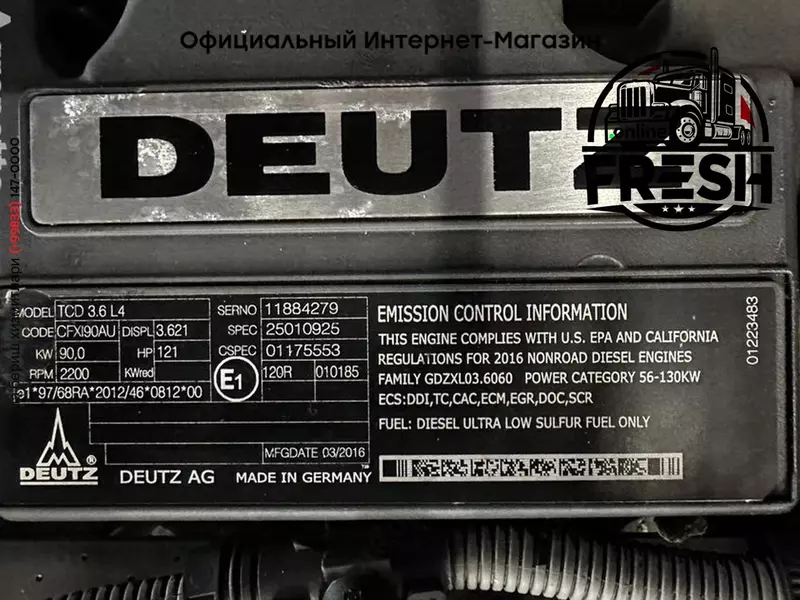 Официальный Интернет-Магазин
DEUTZ
online
FRESH
MODEL TCD 3.6 L4
CODE CFXI90AU DISPL 3.621
KW 90,0 HP 121
RPM 2200 KWred
e1*97/68RA*2012/46*0812*00
SERNO 11884279
SPEC 25010925
CSPEC 01175553
E1 120R 010185
MFGDATE 03/2016
DEUTZ®
DEUTZ AG MADE IN GERMANY
EMISSION CONTROL INFORMATION
THIS ENGINE COMPLIES WITH U.S. EPA AND CALIFORNIA
REGULATIONS FOR 2016 NONROAD DIESEL ENGINES
FAMILY GDZXL03.6060 POWER CATEGORY 56-130KW
ECS:DDI,TC,CAC,ECM,EGR,DOC,SCR
FUEL: DIESEL ULTRA LOW SULFUR FUEL ONLY
01223483
147-0000